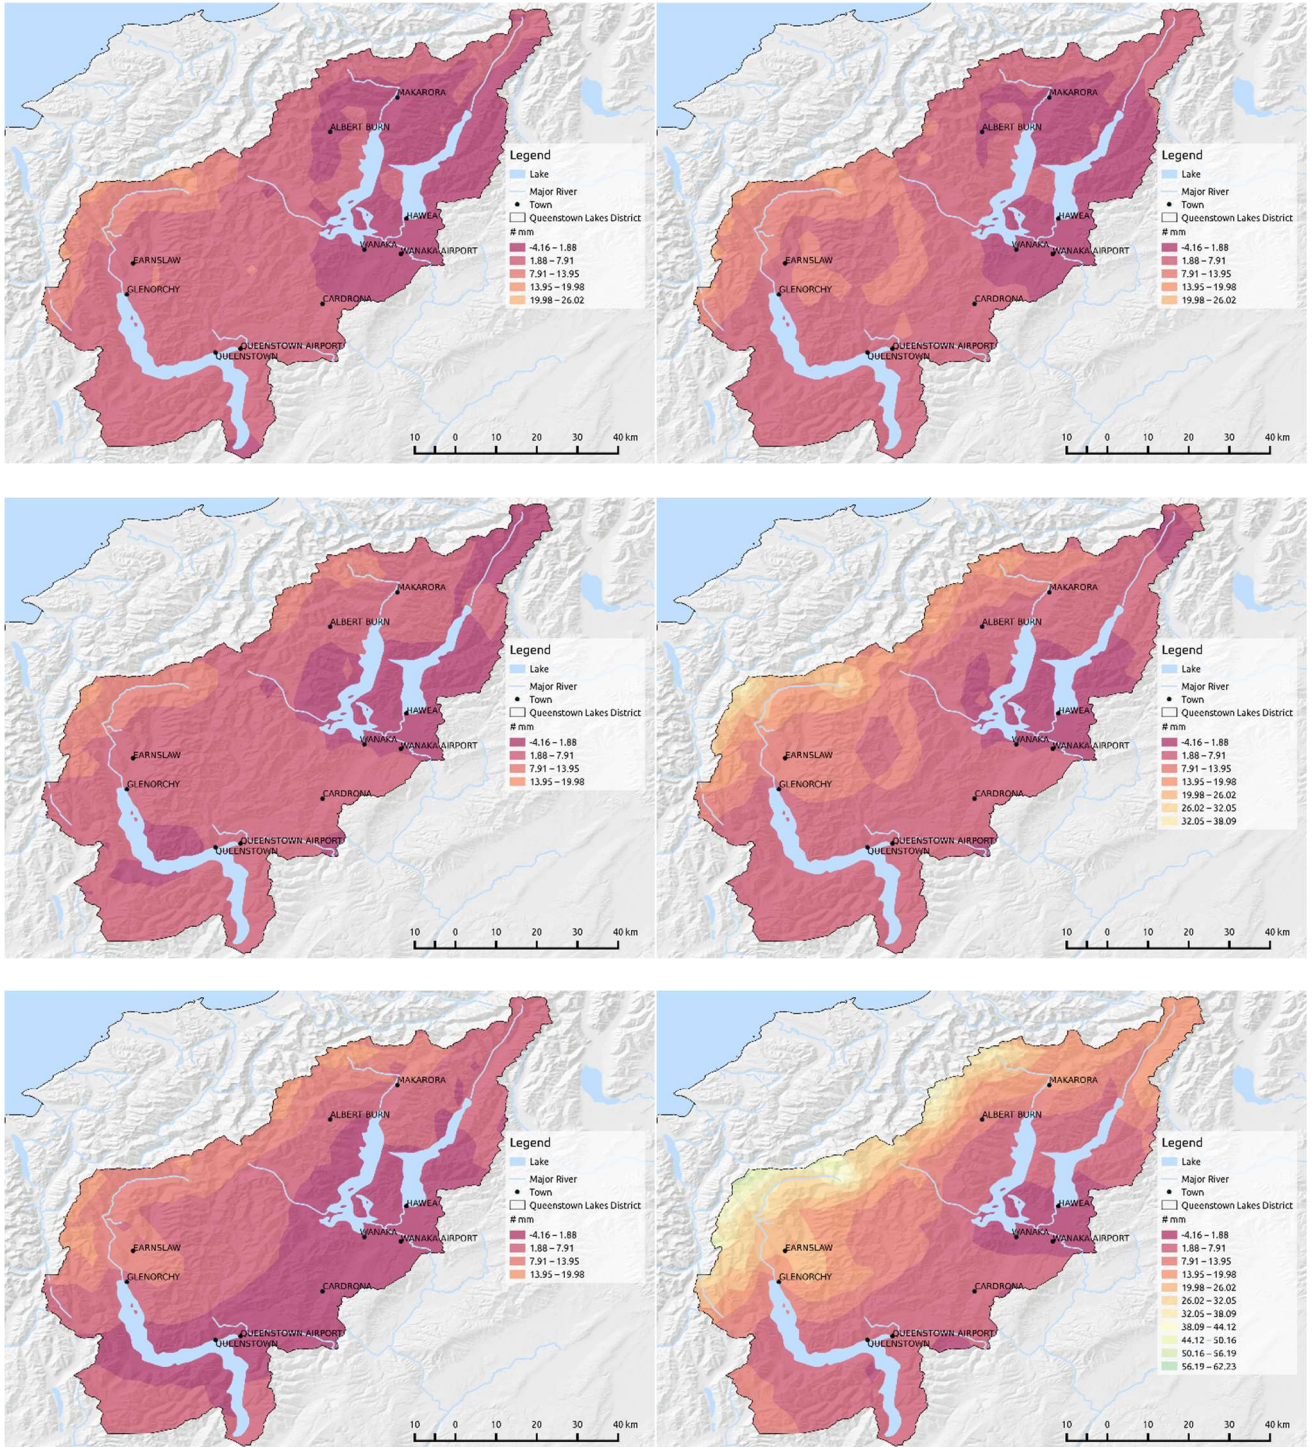 MAKARORA
ALBERT BURN
HAWEA
WANAKA
WANAKA AIRPORT
EARNSLAW
GLENORCHY
CARDRONA
QUEENSTOWN AIRPORT
QUEENSTOWN
Legend
Lake
Major River
Town
Queenstown Lakes District
# mm
-4.16 – 1.88
1.88 – 7.91
7.91 – 13.95
13.95 – 19.98
19.98 – 26.02
10 0 10 20 30 40 km
MAKARORA
ALBERT BURN
HAWEA
WANAKA
WANAKA AIRPORT
EARNSLAW
GLENORCHY
CARDRONA
QUEENSTOWN AIRPORT
QUEENSTOWN
Legend
Lake
Major River
Town
Queenstown Lakes District
# mm
-4.16 – 1.88
1.88 – 7.91
7.91 – 13.95
13.95 – 19.98
19.98 – 26.02
10 0 10 20 30 40 km
MAKARORA
ALBERT BURN
HAWEA
WANAKA
WANAKA AIRPORT
EARNSLAW
GLENORCHY
CARDRONA
QUEENSTOWN AIRPORT
QUEENSTOWN
Legend
Lake
Major River
Town
Queenstown Lakes District
# mm
-4.16 – 1.88
1.88 – 7.91
7.91 – 13.95
13.95 – 19.98
10 0 10 20 30 40 km
MAKARORA
ALBERT BURN
HAWEA
WANAKA
WANAKA AIRPORT
EARNSLAW
GLENORCHY
CARDRONA
QUEENSTOWN AIRPORT
QUEENSTOWN
Legend
Lake
Major River
Town
Queenstown Lakes District
# mm
-4.16 – 1.88
1.88 – 7.91
7.91 – 13.95
13.95 – 19.98
19.98 – 26.02
26.02 – 32.05
32.05 – 38.09
10 0 10 20 30 40 km
MAKARORA
ALBERT BURN
HAWEA
WANAKA
WANAKA AIRPORT
EARNSLAW
GLENORCHY
CARDRONA
QUEENSTOWN AIRPORT
QUEENSTOWN
Legend
Lake
Major River
Town
Queenstown Lakes District
# mm
-4.16 – 1.88
1.88 – 7.91
7.91 – 13.95
13.95 – 19.98
10 0 10 20 30 40 km
MAKARORA
ALBERT BURN
HAWEA
WANAKA
WANAKA AIRPORT
EARNSLAW
GLENORCHY
CARDRONA
QUEENSTOWN AIRPORT
QUEENSTOWN
Legend
Lake
Major River
Town
Queenstown Lakes District
# mm
-4.16 – 1.88
1.88 – 7.91
7.91 – 13.95
13.95 – 19.98
19.98 – 26.02
26.02 – 32.05
32.05 – 38.09
38.09 – 44.12
44.12 – 50.16
50.16 – 56.19
56.19 – 62.23
10 0 10 20 30 40 km